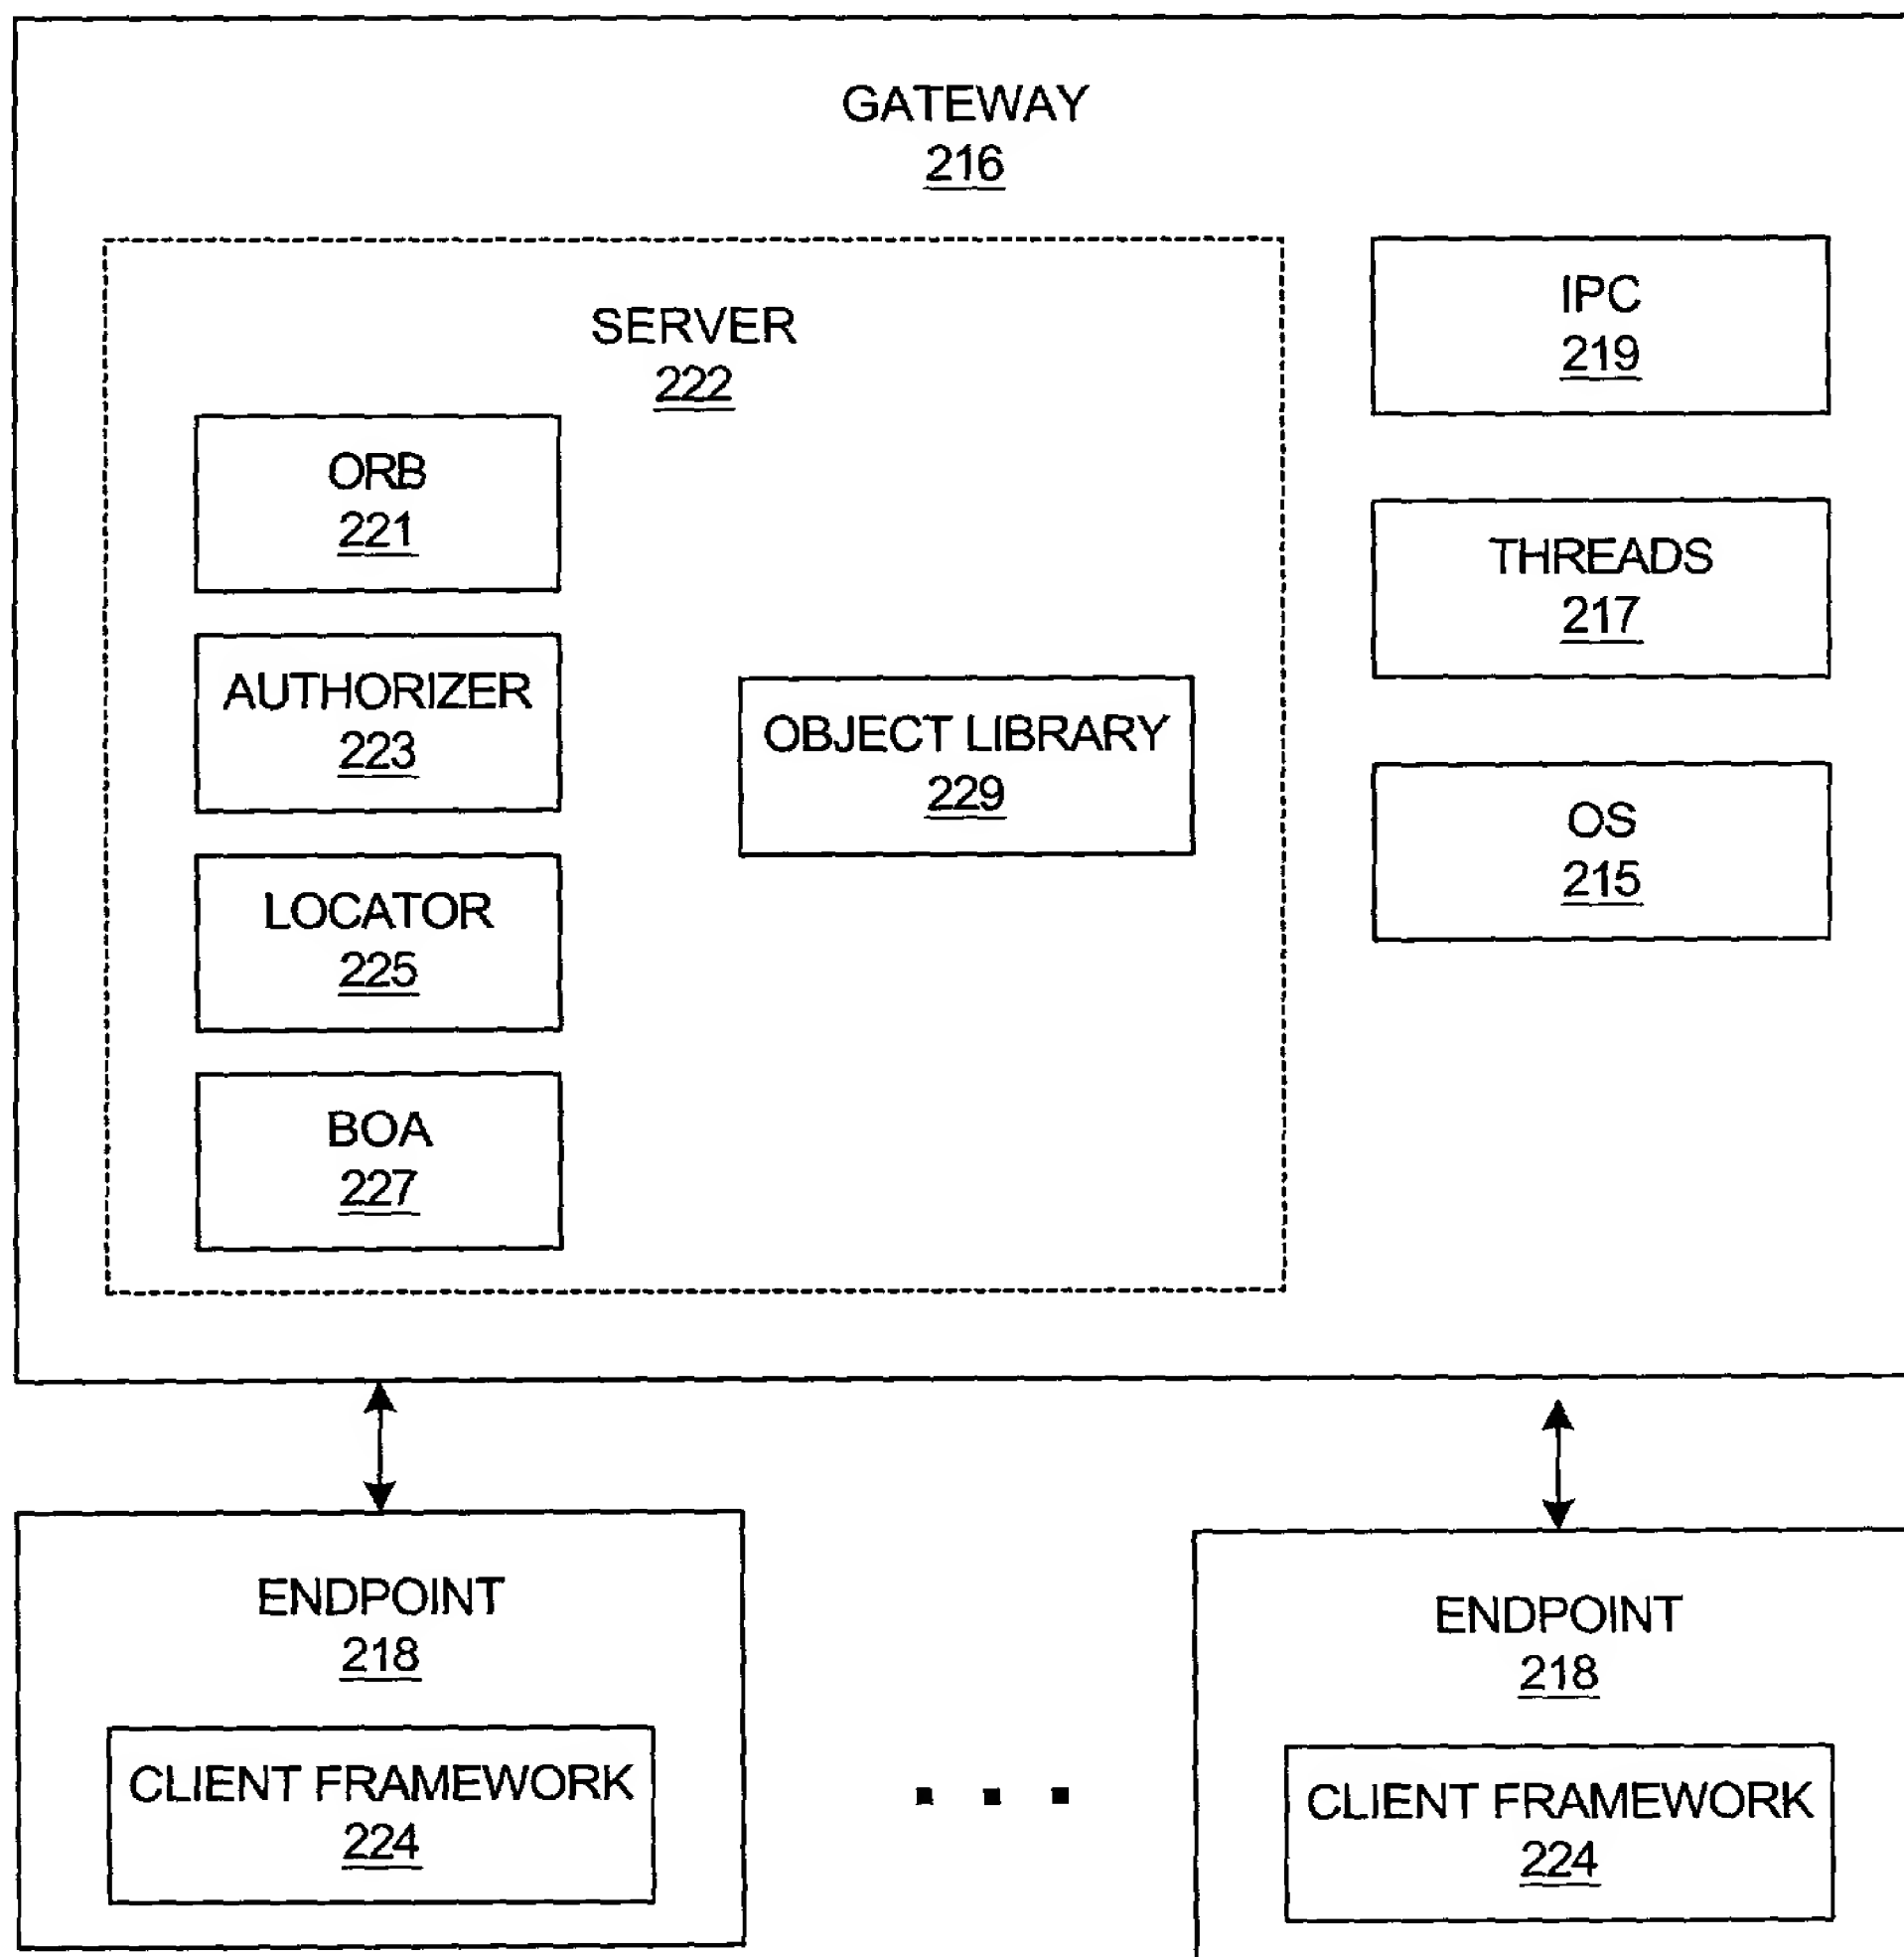 GATEWAY
216
SERVER
222
ORB
221
AUTHORIZER
223
LOCATOR
225
BOA
227
OBJECT LIBRARY
229
IPC
219
THREADS
217
OS
215
ENDPOINT
218
CLIENT FRAMEWORK
224
ENDPOINT
218
CLIENT FRAMEWORK
224